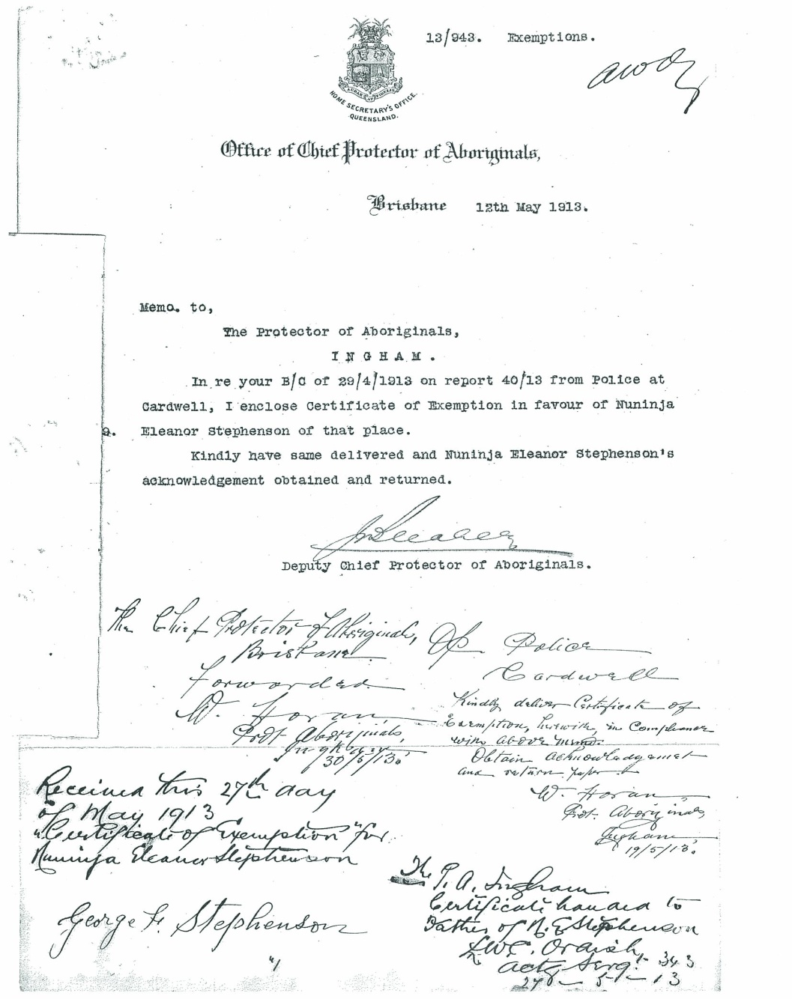 13/943. Exemptions.
AUDAX AT FIDELIS
HOME SECRETARY'S OFFICE.
QUEENSLAND.
Office of Chief Protector of Aboriginals,
Brisbane 12th May 1913.
Memo. to,
The Protector of Aboriginals,
INGHAM.
In re your B/C of 29/4/1913 on report 40/13 from Police at
Cardwell, I enclose Certificate of Exemption in favour of Nuninja
Eleanor Stephenson of that place.
Kindly have same delivered and Nuninja Eleanor Stephenson's
acknowledgement obtained and returned.
Deputy Chief Protector of Aboriginals.
The Chief Protector of Aboriginals,
Brisbane.
Forwarded.
W. Horan
Prot Aboriginals,
Ingham
30/5/13.
Police
Cardwell
Kindly deliver Certificate of
Exemption, herewith, in Compliance
with above memo.
Obtain acknowledgemet
and return paper
W. Horan
Prot. Aboriginals,
Ingham
19/5/13.
Received this 27th day
of May 1913
"Certificate of Exemption" for
Nuninja Eleanor Stephenson
George F. Stephenson
The P. A. Ingham
Certificate handed to
Father of N. E Stephenson
actg Sergt 343
27 - 5 - 13